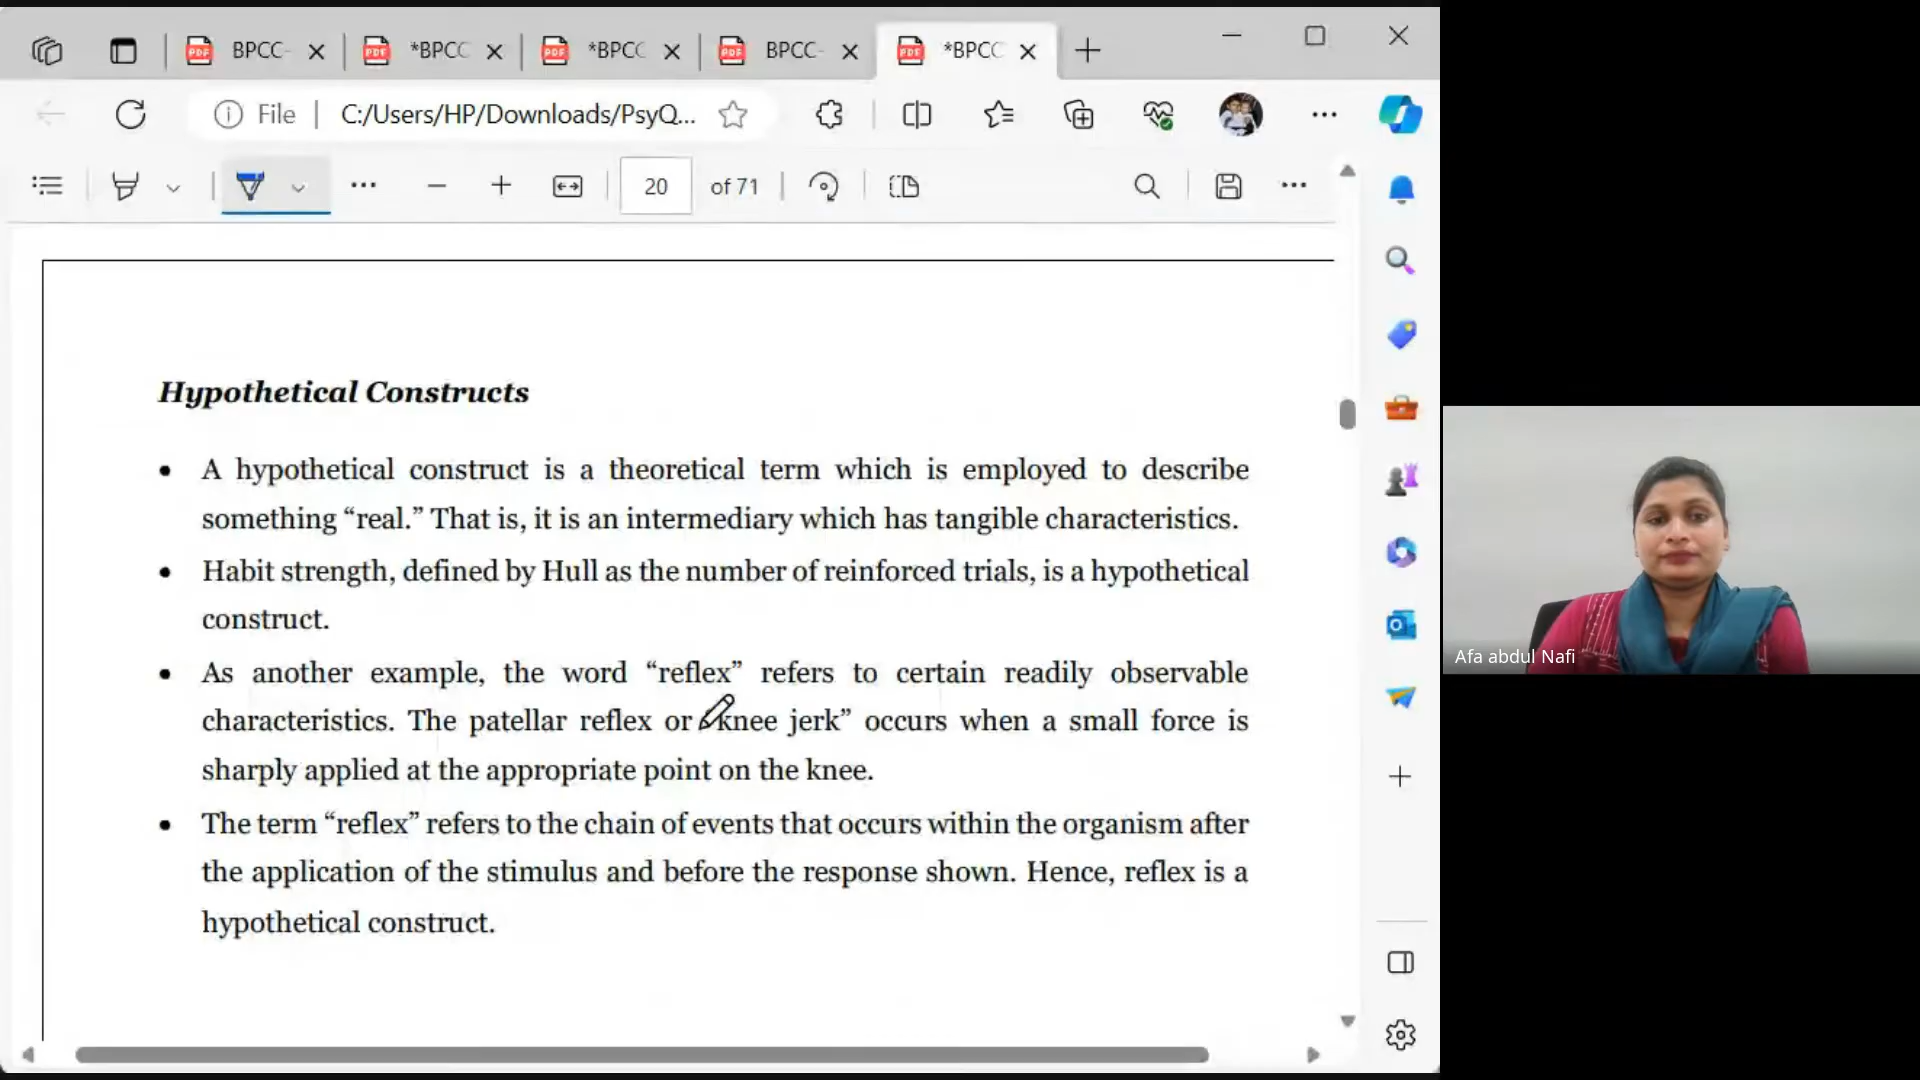 BPCC-
*BPCC
*BPCC
BPCC-
*BPCC
File
C:/Users/HP/Downloads/PsyQ...
20 of 71
Hypothetical Constructs
• A hypothetical construct is a theoretical term which is employed to describe
something “real.” That is, it is an intermediary which has tangible characteristics.
• Habit strength, defined by Hull as the number of reinforced trials, is a hypothetical
construct.
• As another example, the word “reflex” refers to certain readily observable
characteristics. The patellar reflex or “knee jerk” occurs when a small force is
sharply applied at the appropriate point on the knee.
• The term “reflex” refers to the chain of events that occurs within the organism after
the application of the stimulus and before the response shown. Hence, reflex is a
hypothetical construct.
Afa abdul Nafi